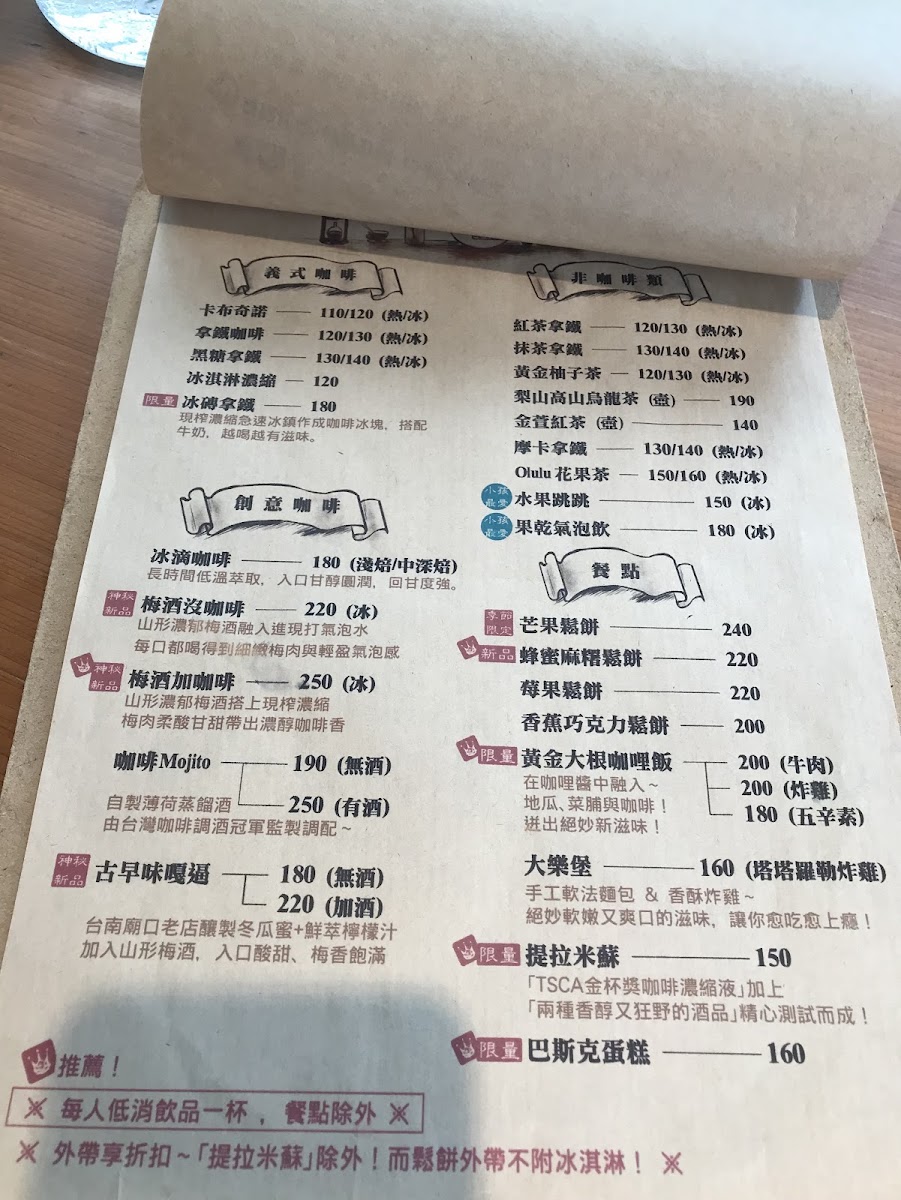 義式咖啡
卡布奇諾 110/120 (熱/冰)
拿鐵咖啡 120/130 (熱/冰)
黑糖拿鐵 130/140 (熱/冰)
冰淇淋濃縮 120
限量 冰磚拿鐵 180
現榨濃縮急速冰鎮作成咖啡冰塊，搭配
牛奶，越喝越有滋味。
創意咖啡
冰滴咖啡 180 (淺焙/中深焙)
長時間低溫萃取，入口甘醇圓潤，回甘度強。
神秘新品 梅酒沒咖啡 220 (冰)
山形濃郁梅酒融入進現打氣泡水
每口都喝得到細緻梅肉與輕盈氣泡感
神秘新品 梅酒加咖啡 250 (冰)
山形濃郁梅酒搭上現榨濃縮
梅肉柔酸甘甜帶出濃醇咖啡香
咖啡Mojito 190 (無酒)
250 (有酒)
自製薄荷蒸餾酒
由台灣咖啡調酒冠軍監製調配～
神秘新品 古早味嘎逼 180 (無酒)
220 (加酒)
台南廟口老店釀製冬瓜蜜+鮮萃檸檬汁
加入山形梅酒，入口酸甜、梅香飽滿
非咖啡類
紅茶拿鐵 120/130 (熱/冰)
抹茶拿鐵 130/140 (熱/冰)
黃金柚子茶 120/130 (熱/冰)
梨山高山烏龍茶 (壺) 190
金萱紅茶 (壺) 140
摩卡拿鐵 130/140 (熱/冰)
Olulu 花果茶 150/160 (熱/冰)
小孩最愛 水果跳跳 150 (冰)
小孩最愛 果乾氣泡飲 180 (冰)
餐點
季節限定 芒果鬆餅 240
新品 蜂蜜麻糬鬆餅 220
莓果鬆餅 220
香蕉巧克力鬆餅 200
限量 黃金大根咖哩飯 200 (牛肉)
200 (炸雞)
180 (五辛素)
在咖哩醬中融入～
地瓜、菜脯與咖啡！
迸出絕妙新滋味！
大樂堡 160 (塔塔羅勒炸雞)
手工軟法麵包 & 香酥炸雞～
絕妙軟嫩又爽口的滋味，讓你愈吃愈上癮！
限量 提拉米蘇 150
「TSCA金杯獎咖啡濃縮液」加上
「兩種香醇又狂野的酒品」精心測試而成！
限量 巴斯克蛋糕 160
推薦！
※ 每人低消飲品一杯，餐點除外 ※
※ 外帶享折扣～「提拉米蘇」除外！而鬆餅外帶不附冰淇淋！ ※